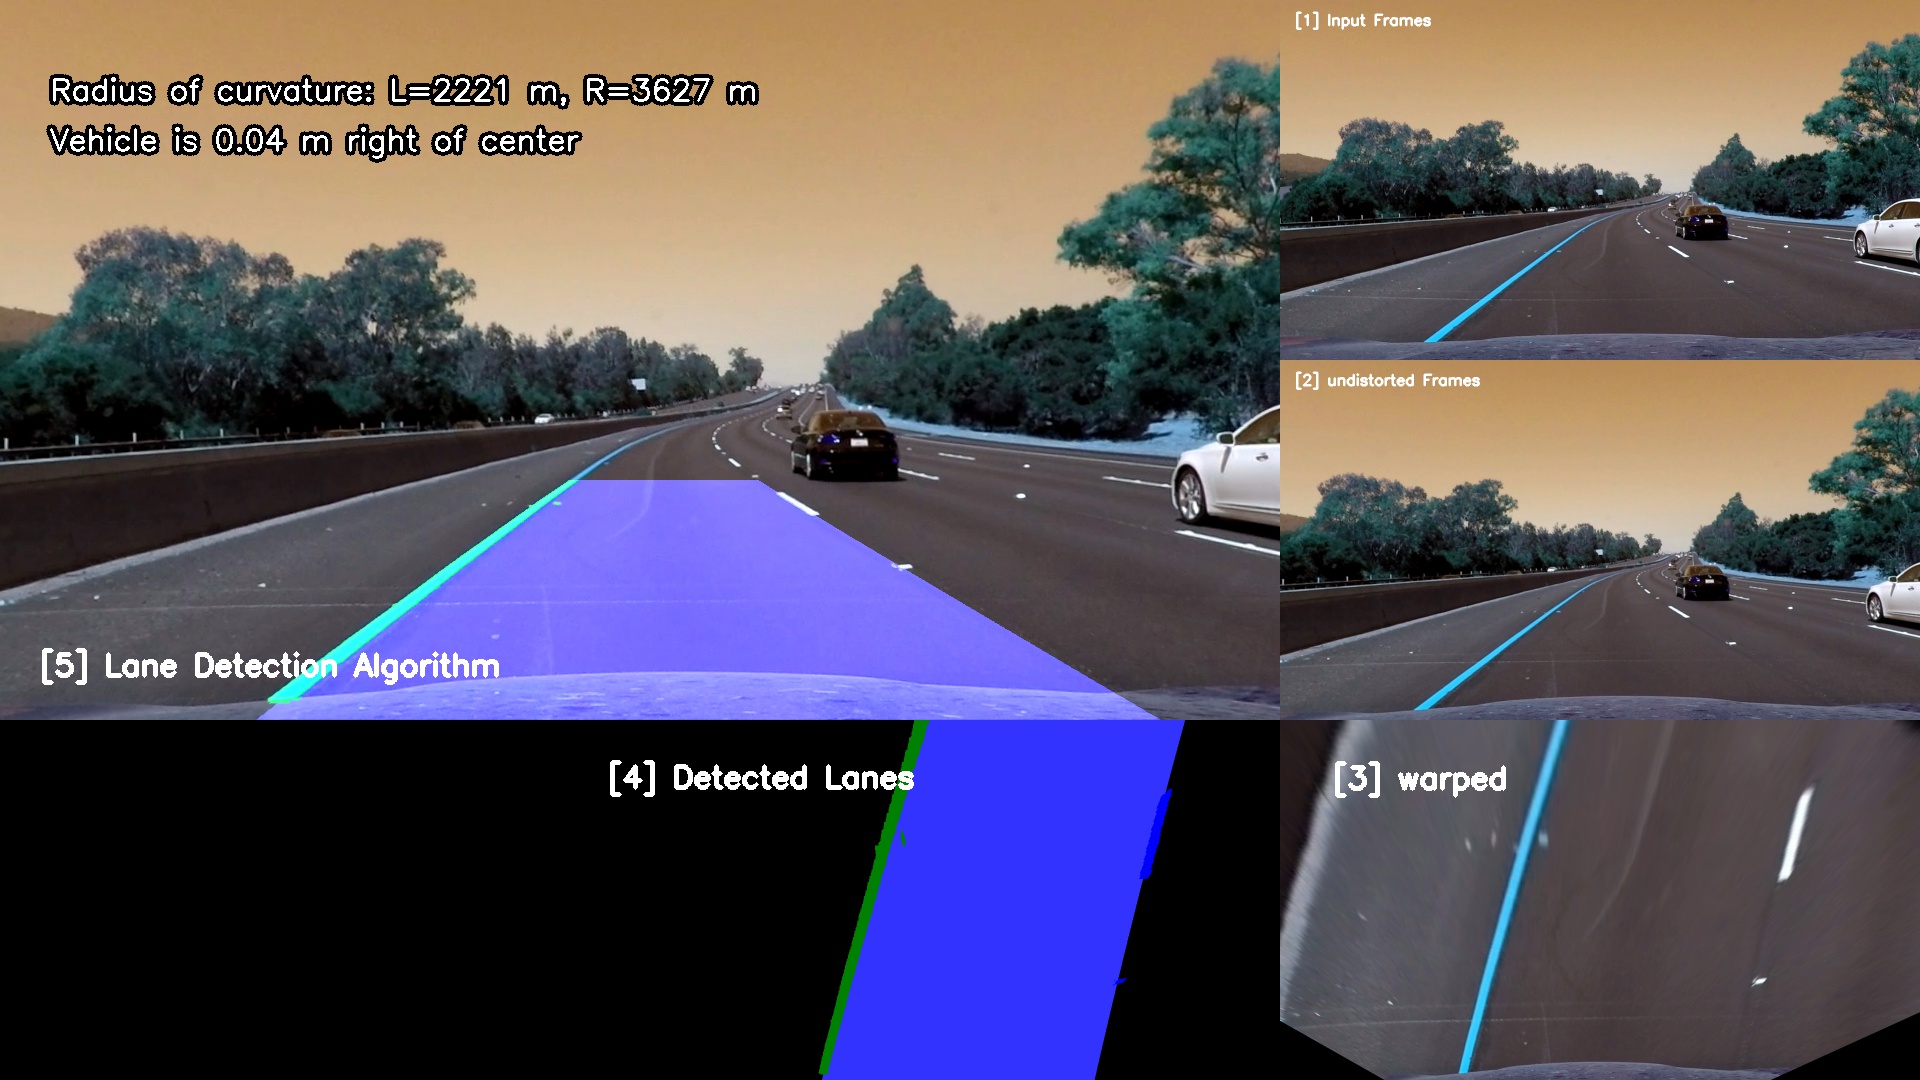 Radius of curvature: L=2221 m, R=3627 m
Vehicle is 0.04 m right of center
[5] Lane Detection Algorithm
[1] Input Frames
[2] undistorted Frames
[4] Detected Lanes
[3] warped